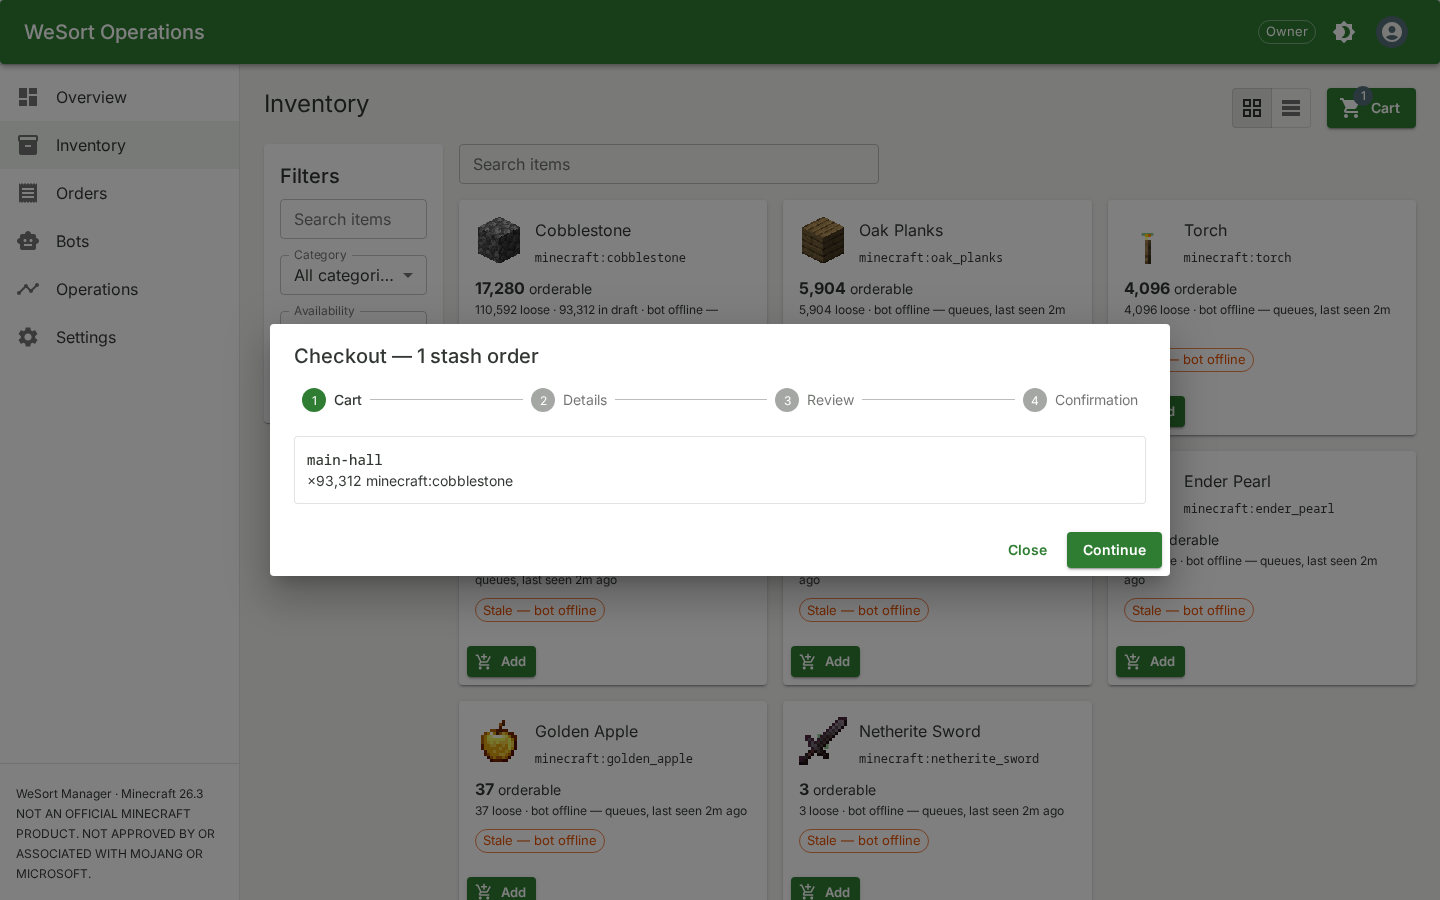 WeSort Operations
Owner
Overview
Inventory
Orders
Bots
Operations
Settings
WeSort Manager · Minecraft 26.3
NOT AN OFFICIAL MINECRAFT
PRODUCT. NOT APPROVED BY OR
ASSOCIATED WITH MOJANG OR
MICROSOFT.
Inventory
1
Cart
Filters
Search items
Category
All categori...
Availability
Search items
Cobblestone
minecraft:cobblestone
17,280 orderable
110,592 loose · 93,312 in draft · bot offline —
Oak Planks
minecraft:oak_planks
5,904 orderable
5,904 loose · bot offline — queues, last seen 2m
Torch
minecraft:torch
4,096 orderable
4,096 loose · bot offline — queues, last seen 2m
— bot offline
Checkout — 1 stash order
1 Cart
2 Details
3 Review
4 Confirmation
main-hall
×93,312 minecraft:cobblestone
Close
Continue
queues, last seen 2m ago
Stale — bot offline
Add
ago
Stale — bot offline
Add
Ender Pearl
minecraft:ender_pearl
· bot offline — queues, last seen 2m
ago
Stale — bot offline
Add
Golden Apple
minecraft:golden_apple
37 orderable
37 loose · bot offline — queues, last seen 2m ago
Stale — bot offline
Add
Netherite Sword
minecraft:netherite_sword
3 orderable
3 loose · bot offline — queues, last seen 2m ago
Stale — bot offline
Add